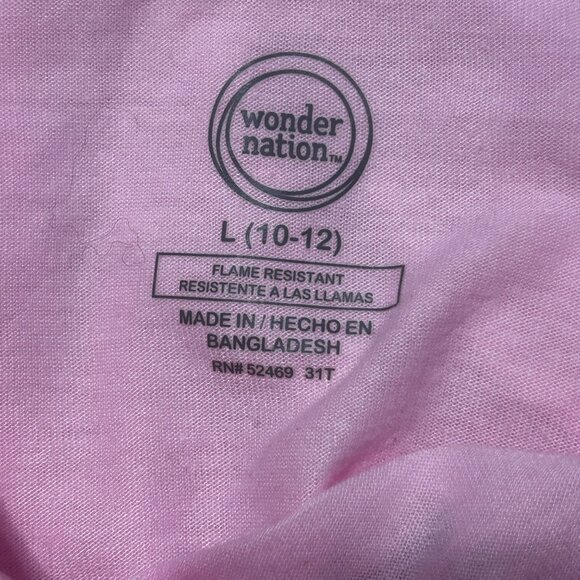 wonder
nation™
L (10-12)
FLAME RESISTANT
RESISTENTE A LAS LLAMAS
MADE IN / HECHO EN
BANGLADESH
RN# 52469 31T